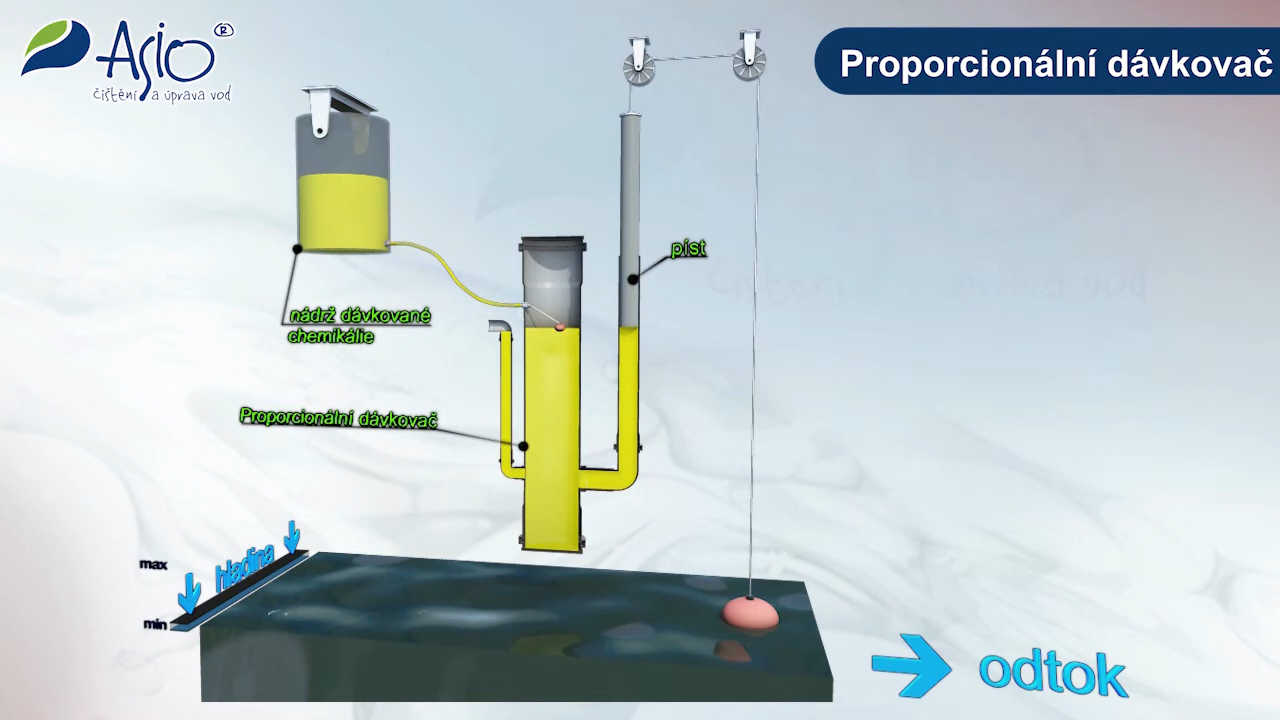 Asio ®
čištění a úprava vod
Proporcionální dávkovač
píst
nádrž dávkované
chemikálie
Proporcionální dávkovač
hladina
max
min
odtok